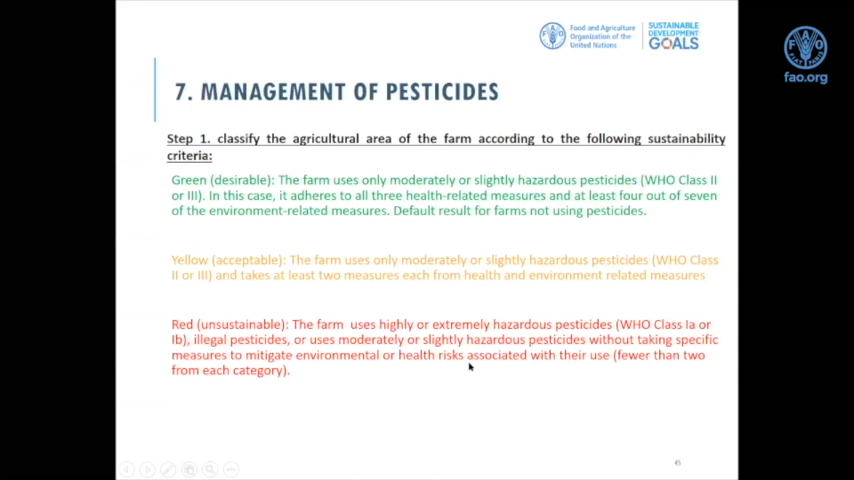 Food and Agriculture
Organization of the
United Nations
SUSTAINABLE
DEVELOPMENT
GOALS
fao.org
7. MANAGEMENT OF PESTICIDES
Step 1. classify the agricultural area of the farm according to the following sustainability
criteria:
Green (desirable): The farm uses only moderately or slightly hazardous pesticides (WHO Class II
or III). In this case, it adheres to all three health-related measures and at least four out of seven
of the environment-related measures. Default result for farms not using pesticides.
Yellow (acceptable): The farm uses only moderately or slightly hazardous pesticides (WHO Class
II or III) and takes at least two measures each from health and environment related measures
Red (unsustainable): The farm uses highly or extremely hazardous pesticides (WHO Class Ia or
Ib), illegal pesticides, or uses moderately or slightly hazardous pesticides without taking specific
measures to mitigate environmental or health risks associated with their use (fewer than two
from each category).